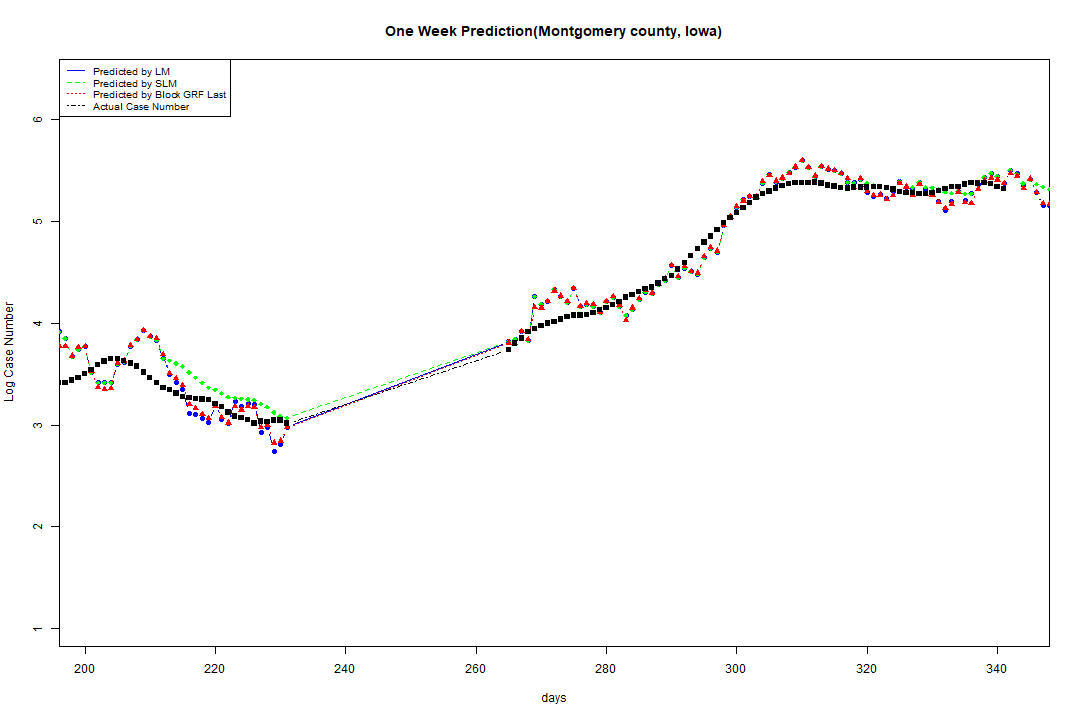 One Week Prediction(Montgomery county, Iowa)
Predicted by LM
Predicted by SLM
Predicted by Block GRF Last
Actual Case Number
6
5
4
3
2
1
Log Case Number
200 220 240 260 280 300 320 340
days